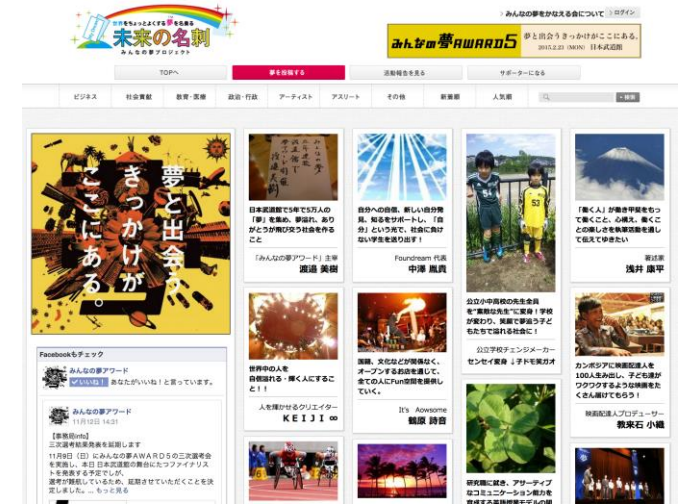 世界をちょっとよくする夢を名乗る
未来の名刺
みんなの夢プロジェクト
› みんなの夢をかなえる会について
› ログイン
みんなの夢AWARD5
夢と出会うきっかけがここにある。
2015.2.23（MON） 日本武道館
TOPへ
夢を投稿する
活動報告を見る
サポーターになる
ビジネス
社会貢献
教育・医療
政治・行政
アーティスト
アスリート
その他
新着順
人気順
検索
夢と出会う
きっかけが
ここにある。
Facebookもチェック
みんなの夢アワード
いいね！
あなたがいいね！と言っています。
みんなの夢アワード
11月12日 14:21
【事務局info】
三次選考結果発表を延期します
11月9日（日）にみんなの夢AWARD5の三次選考会
を実施し、本日 日本武道館の舞台にたつファイナリス
トを発表する予定でしたが、
選考が難航しているため、延期させていただくことを決
定しました。... もっと見る
日本武道館で5年で5万人の
「夢」を集め、夢溢れ、あり
がとうが飛び交う社会を作る
こと
「みんなの夢アワード」主宰
渡邉 美樹
世界中の人を
自信溢れる・輝く人にするこ
と！！
人を輝かせるクリエイター
KEIJI ∞
自分への自信、新しい自分発
見、知るをサポートし、「自
分」という光で、社会に負け
ない学生を送り出す！
Foundream 代表
中澤 胤貴
国籍、文化などが関係なく、
オープンするお店を通して、
全ての人にFun空間を提供し
ていく。
It's Aowsome
鶴原 詩音
53
公立小中高校の先生全員
を“素敵な先生”に変身！学校
が変わり、笑顔で夢追う子ど
もたちで溢れる社会に！
公立学校チェンジメーカー
センセイ変身 ↓子ドモ笑ガオ
研究職に就き、アサーティブ
なコミュニケーション能力を
「働く人」が働き甲斐をもっ
て働くこと、心構え、働くこ
との楽しさを執筆活動を通し
て伝えてゆきたい
著述家
浅井 康平
カンボジアに映画配達人を
100人生み出し、子ども達が
ワクワクするような映画をた
くさん届けてもらう！
映画配達人プロデューサー
教来石 小織